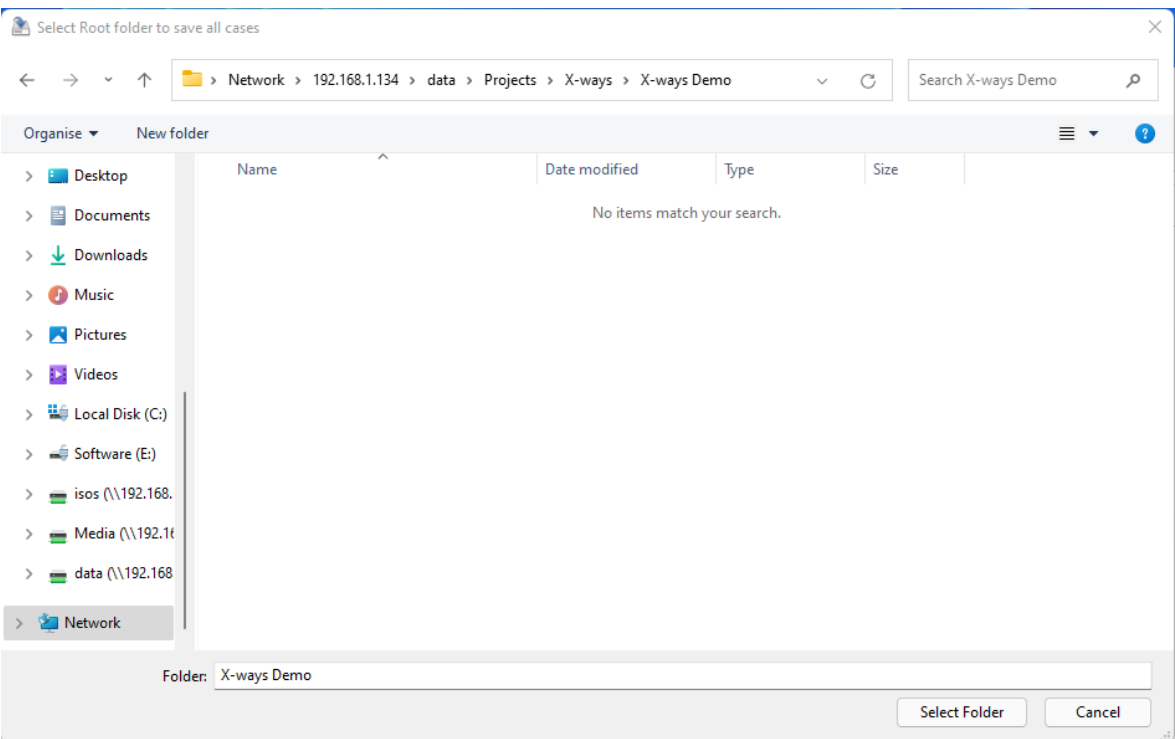 Select Root folder to save all cases
Network > 192.168.1.134 > data > Projects > X-ways > X-ways Demo
Search X-ways Demo
Organise
New folder
?
Name
Date modified
Type
Size
No items match your search.
Desktop
Documents
Downloads
Music
Pictures
Videos
Local Disk (C:)
Software (E:)
isos (\\192.168.
Media (\\192.16
data (\\192.168
Network
Folder:
X-ways Demo
Select Folder
Cancel